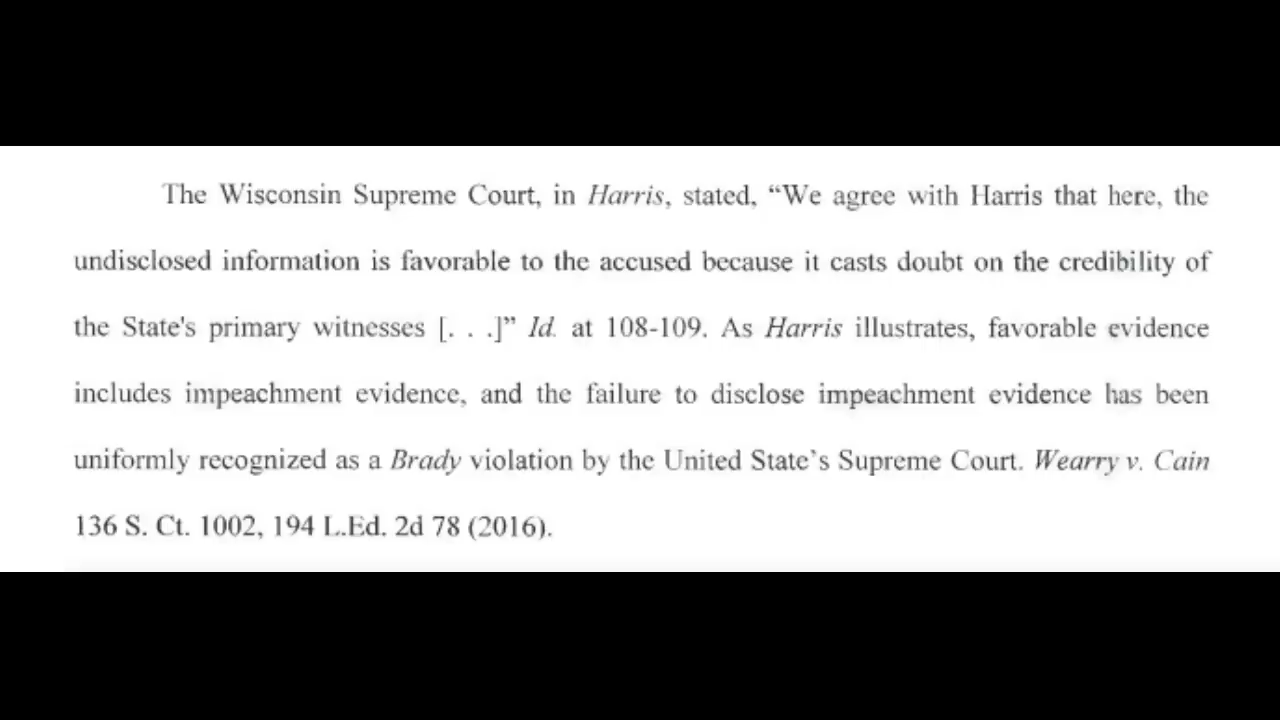 The Wisconsin Supreme Court, in Harris, stated, “We agree with Harris that here, the
undisclosed information is favorable to the accused because it casts doubt on the credibility of
the State's primary witnesses [. . .]” Id. at 108-109. As Harris illustrates, favorable evidence
includes impeachment evidence, and the failure to disclose impeachment evidence has been
uniformly recognized as a Brady violation by the United State’s Supreme Court. Wearry v. Cain
136 S. Ct. 1002, 194 L.Ed. 2d 78 (2016).